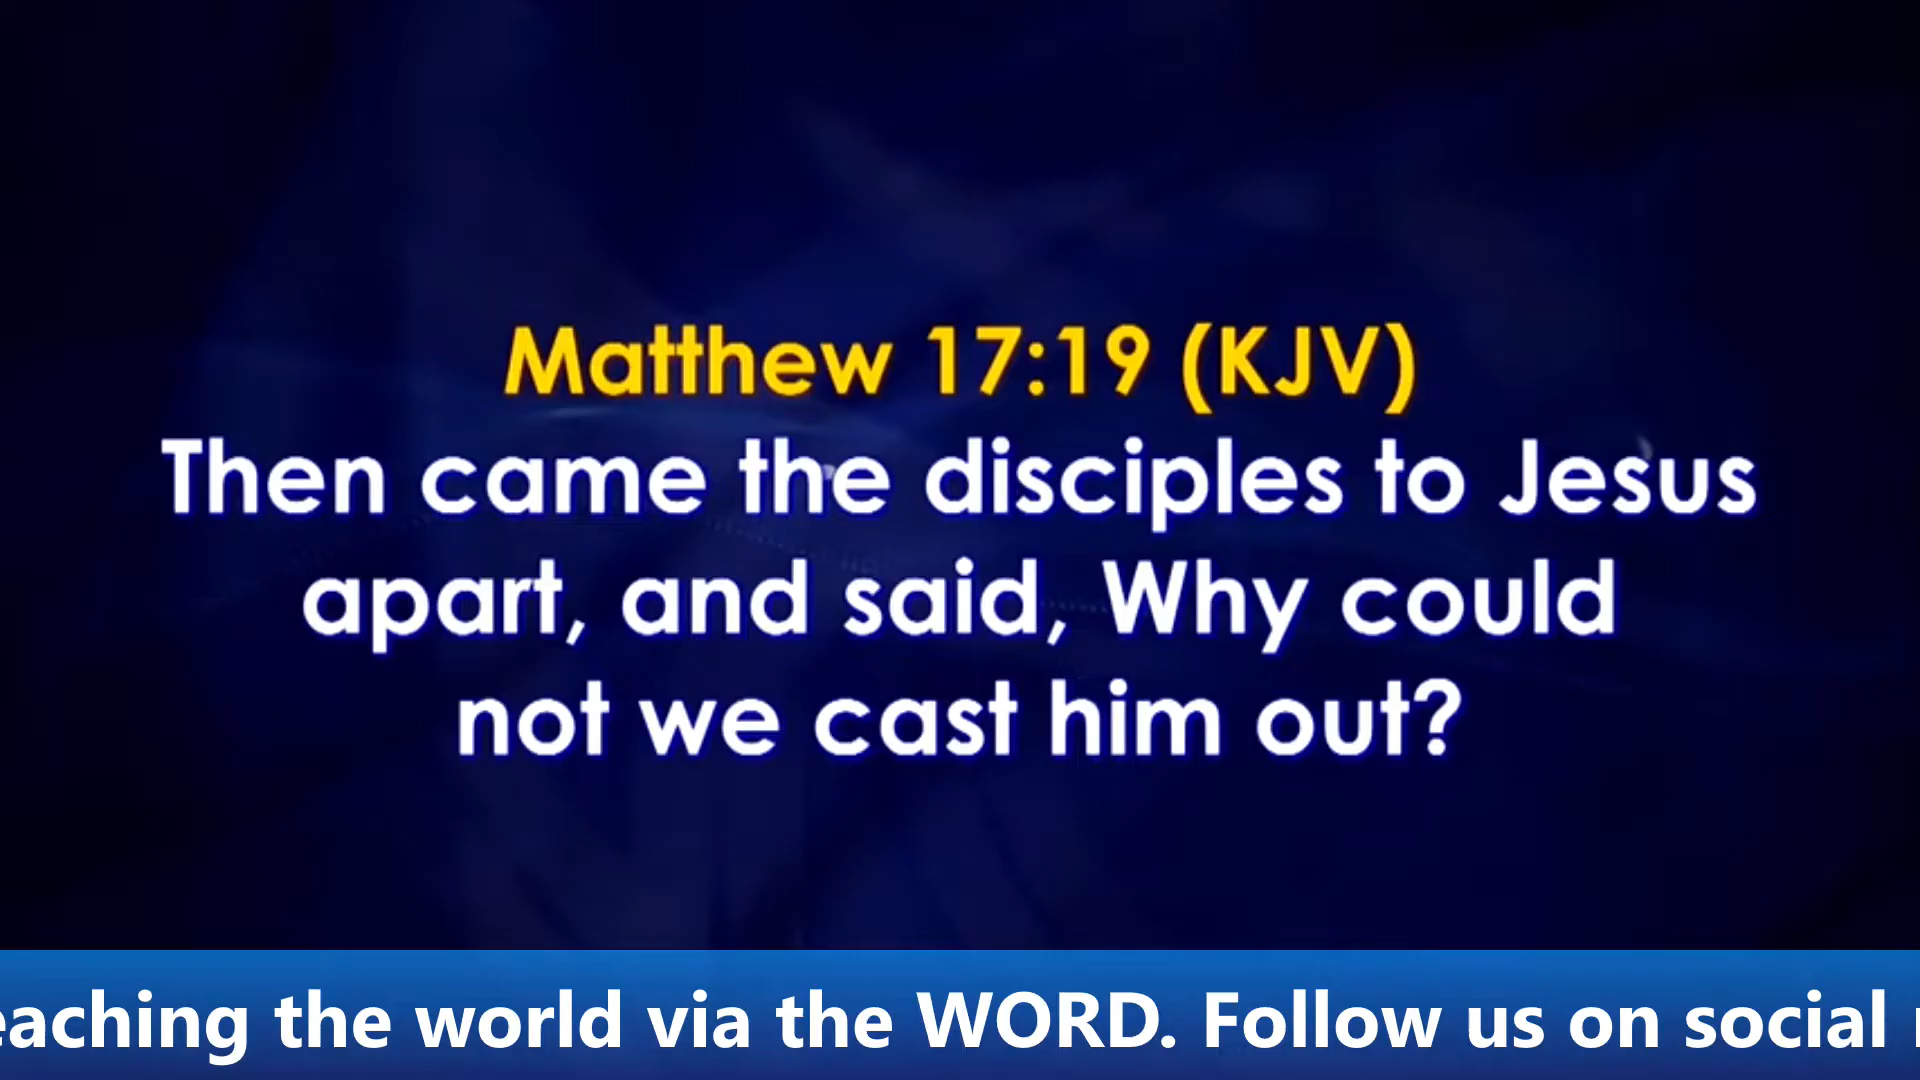 Matthew 17:19 (KJV)
Then came the disciples to Jesus
apart, and said, Why could
not we cast him out?
eaching the world via the WORD. Follow us on social